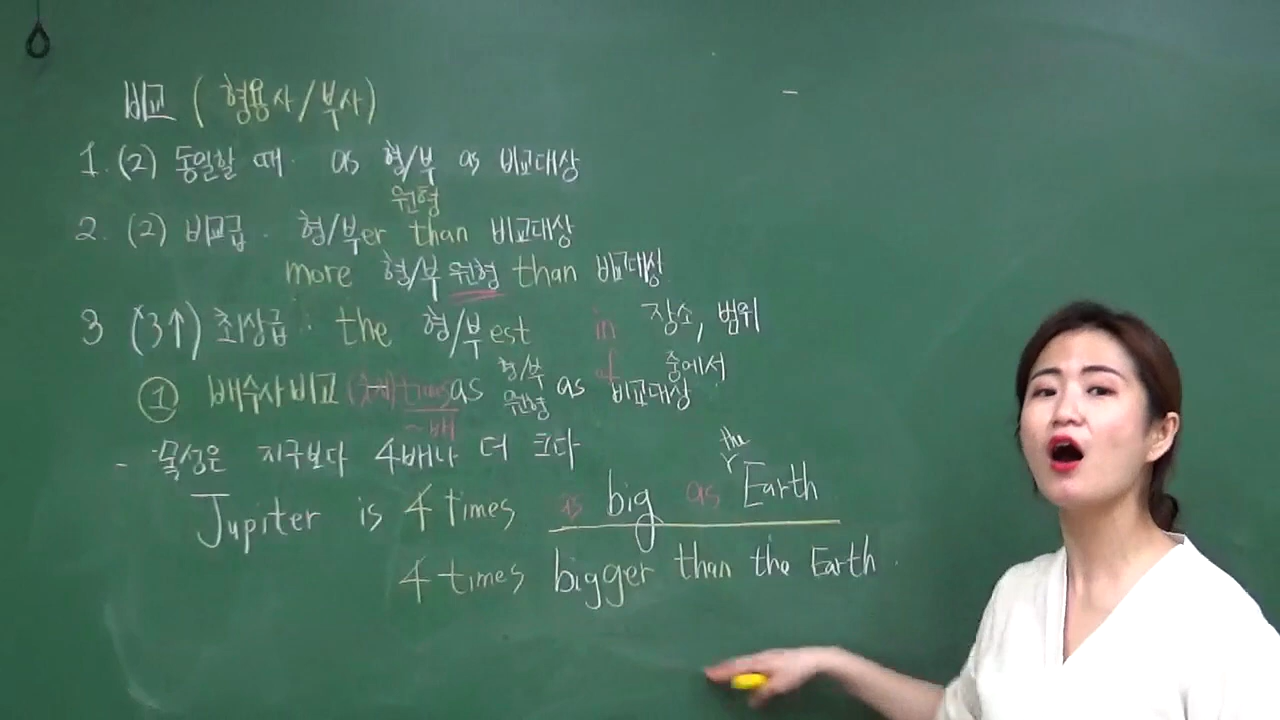 비교 ( 형용사/부사)
1. (2) 동일할 때. as 형/부 as 비교대상
원형
2. (2) 비교급. 형/부er than 비교대상
more 형/부 원형 than 비교대상
3 (3↑) 최상급: the 형/부est in 장소, 범위
of 중에서
① 배수사비교 (숫자)times as 형/부 원형 as 비교대상
~배
- 목성은 지구보다 4배나 더 크다
Jupiter is 4 times as big as the Earth
4 times bigger than the Earth.